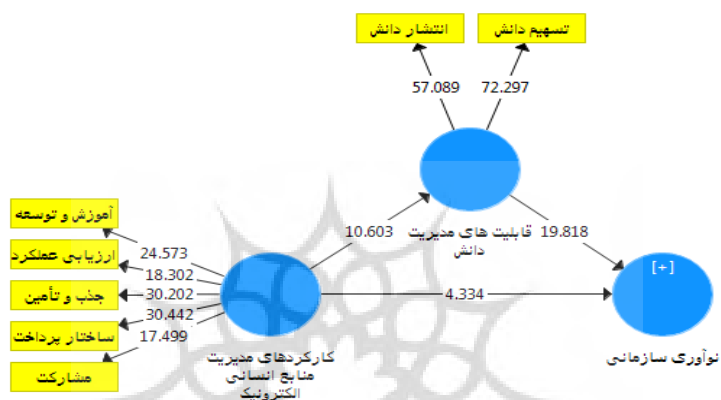 انتشار دانش
تسهیم دانش
57.089
72.297
آموزش و توسعه
ارزیابی عملکرد
جذب و تأمین
ساختار پرداخت
مشارکت
24.573
18.302
30.202
30.442
17.499
10.603
قابلیت های مدیریت
دانش
19.818
4.334
[+]
کارکردهای مدیریت
منابع انسانی
الکترونیک
نوآوری سازمانی